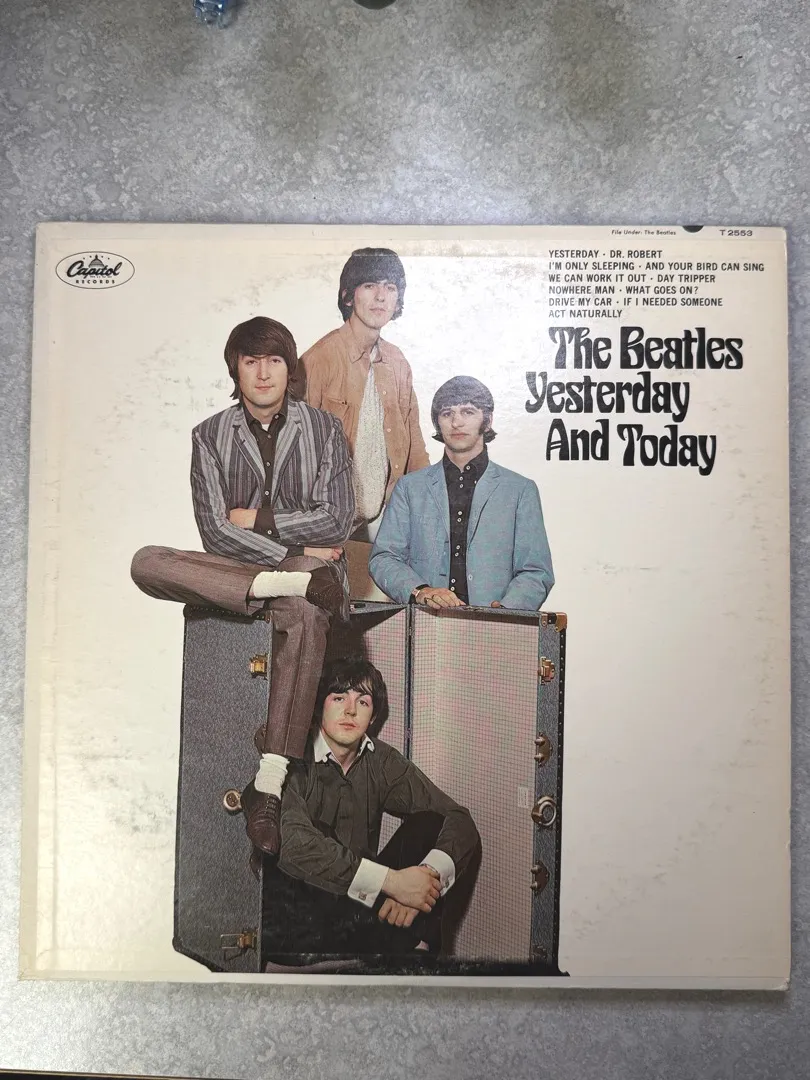 File Under: The Beatles T 2553
Capitol
RECORDS
YESTERDAY · DR. ROBERT
I'M ONLY SLEEPING · AND YOUR BIRD CAN SING
WE CAN WORK IT OUT · DAY TRIPPER
NOWHERE MAN · WHAT GOES ON?
DRIVE MY CAR · IF I NEEDED SOMEONE
ACT NATURALLY
The Beatles
Yesterday
And Today